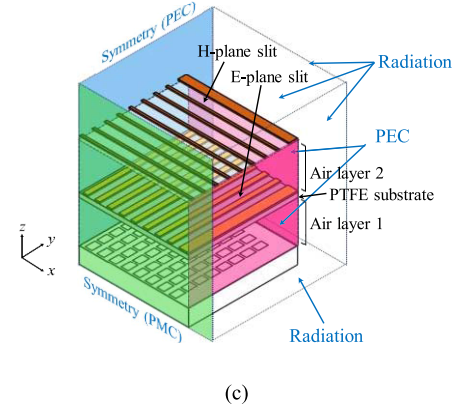 Symmetry (PEC)
H-plane slit
E-plane slit
Radiation
PEC
Air layer 2
PTFE substrate
Air layer 1
z
y
x
Symmetry (PMC)
Radiation
(c)